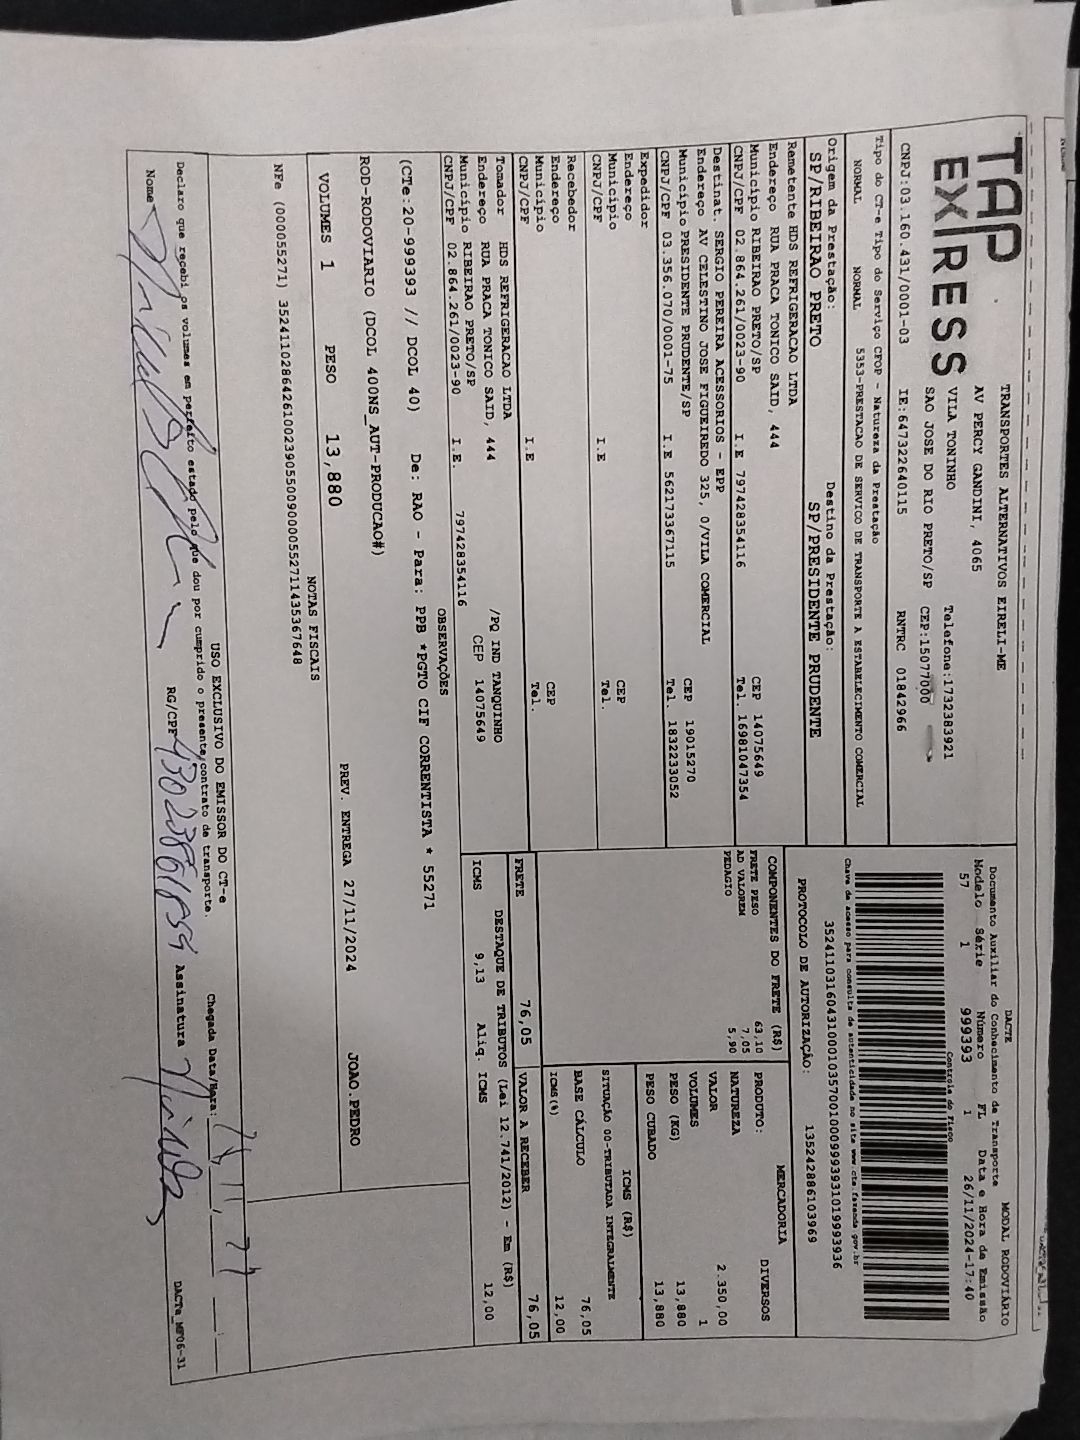 TAP EXPRESS
TRANSPORTES ALTERNATIVOS EIRELI-ME
AV PERCY GANDINI, 4065
VILA TONINHO Telefone:1732383921
SAO JOSE DO RIO PRETO/SP CEP:15077000
CNPJ:03.160.431/0001-03 IE:647322640115 RNTRC 01842966
DACTE MODAL RODOVIÁRIO
Documento Auxiliar do Conhecimento de Transporte
Modelo Série Número FL Data e Hora de Emissão
57 1 999393 1 26/11/2024-17:40
Controle do Fisco
Chave de acesso para consulta de autenticidade no site www.cte.fazenda.gov.br
PROTOCOLO DE AUTORIZAÇÃO: 135242886103969
Tipo do CT-e Tipo do Serviço CFOP - Natureza da Prestação
NORMAL NORMAL 5353-PRESTACAO DE SERVICO DE TRANSPORTE A ESTABELECIMENTO COMERCIAL
Origem da Prestação: Destino da Prestação:
SP/RIBEIRAO PRETO SP/PRESIDENTE PRUDENTE
Remetente HDS REFRIGERACAO LTDA
Endereço RUA PRACA TONICO SAID, 444
Município RIBEIRAO PRETO/SP CEP 14075649
CNPJ/CPF 02.864.261/0023-90 I.E 797428354116 Tel. 16981047354
Destinat. SERGIO PEREIRA ACESSORIOS - EPP
Endereço AV CELESTINO JOSE FIGUEIREDO 325, 0/VILA COMERCIAL
Município PRESIDENTE PRUDENTE/SP CEP 19015270
CNPJ/CPF 03.356.070/0001-75 I.E 562173367115 Tel. 1832233052
Expedidor
Endereço
Município CEP
CNPJ/CPF I.E Tel.
Recebedor
Endereço
Município CEP
CNPJ/CPF I.E Tel.
Tomador HDS REFRIGERACAO LTDA
Endereço RUA PRACA TONICO SAID, 444 /PQ IND TANQUINHO
Município RIBEIRAO PRETO/SP CEP 14075649
CNPJ/CPF 02.864.261/0023-90 I.E. 797428354116
COMPONENTES DO FRETE (R$)
FRETE PESO 63,10
AD VALOREM 7,05
PEDAGIO 5,90
MERCADORIA
PRODUTO: DIVERSOS
NATUREZA
VALOR 2.350,00
VOLUMES 1
PESO (KG) 13,880
PESO CUBADO 13,880
ICMS (R$)
SITUAÇÃO 00-TRIBUTADA INTEGRALMENTE
BASE CÁLCULO 76,05
ICMS(%) 12,00
FRETE 76,05 VALOR A RECEBER 76,05
DESTAQUE DE TRIBUTOS (Lei 12.741/2012) - Em (R$)
ICMS 9,13 Aliq. ICMS 12,00
OBSERVAÇÕES
(CTe:20-999393 // DCOL 40) De: RAO - Para: PPB *PGTO CIF CORRENTISTA * 55271
ROD-RODOVIARIO (DCOL 400NS_AUT-PRODUCAO#)
VOLUMES 1 PESO 13,880 PREV. ENTREGA 27/11/2024 JOAO.PEDRO
NOTAS FISCAIS
NFe (000055271) 35241102864261002390550090000552711435367648
USO EXCLUSIVO DO EMISSOR DO CT-e
Declaro que recebi os volumes em perfeito estado pelo que dou por cumprido o presente contrato de transporte. Chegada Data/Hora:
Nome RG/CPF Assinatura
DACTe_MF06-31